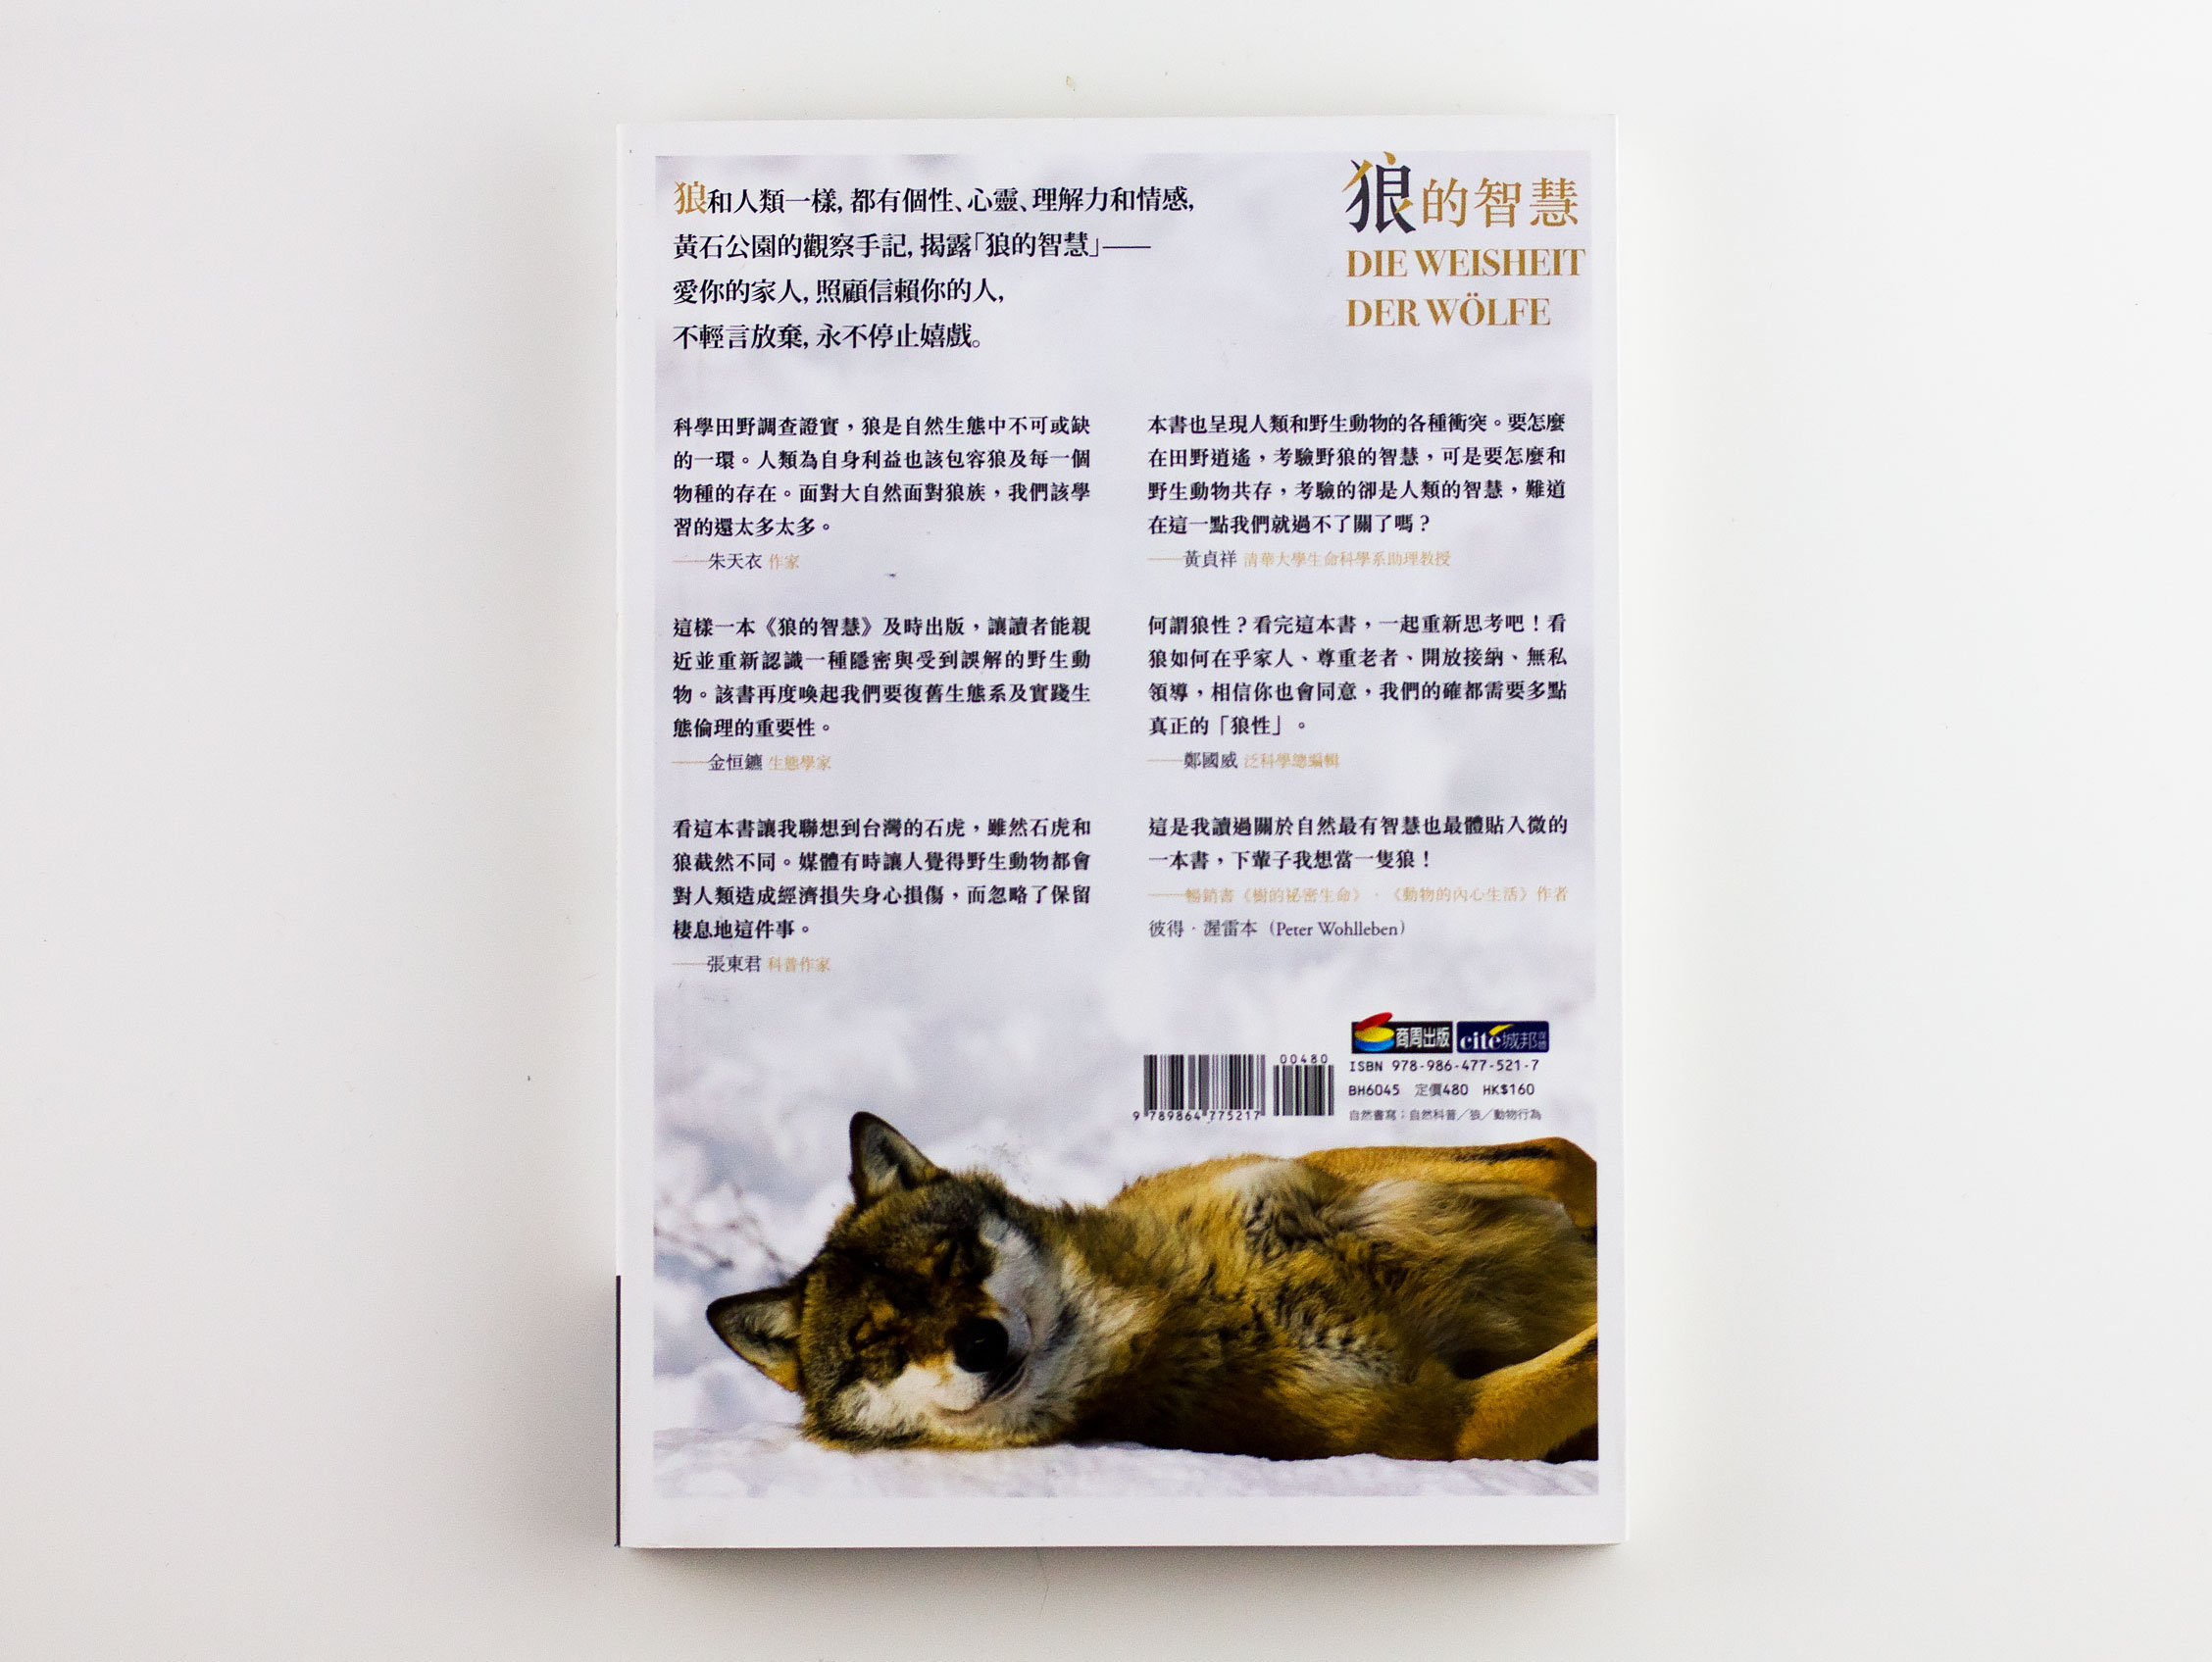 狼和人類一樣, 都有個性、心靈、理解力和情感,
黃石公園的觀察手記, 揭露「狼的智慧」——
愛你的家人, 照顧信賴你的人,
不輕言放棄, 永不停止嬉戲。
狼的智慧
DIE WEISHEIT
DER WÖLFE
科學田野調查證實，狼是自然生態中不可或缺
的一環。人類為自身利益也該包容狼及每一個
物種的存在。面對大自然面對狼族，我們該學
習的還太多太多。
——朱天衣 作家
這樣一本《狼的智慧》及時出版，讓讀者能親
近並重新認識一種隱密與受到誤解的野生動
物。該書再度喚起我們要復舊生態系及實踐生
態倫理的重要性。
——金恒鑣 生態學家
看這本書讓我聯想到台灣的石虎，雖然石虎和
狼截然不同。媒體有時讓人覺得野生動物都會
對人類造成經濟損失身心損傷，而忽略了保留
棲息地這件事。
——張東君 科普作家
本書也呈現人類和野生動物的各種衝突。要怎麼
在田野逍遙，考驗野狼的智慧，可是要怎麼和
野生動物共存，考驗的卻是人類的智慧，難道
在這一點我們就過不了關了嗎？
——黃貞祥 清華大學生命科學系助理教授
何謂狼性？看完這本書，一起重新思考吧！看
狼如何在乎家人、尊重老者、開放接納、無私
領導，相信你也會同意，我們的確都需要多點
真正的「狼性」。
——鄭國威 泛科學總編輯
這是我讀過關於自然最有智慧也最體貼入微的
一本書，下輩子我想當一隻狼！
——暢銷書《樹的祕密生命》、《動物的內心生活》作者
彼得．渥雷本（Peter Wohlleben）
商周出版
cité城邦媒體
00480
9 789864 775217
ISBN 978-986-477-521-7
BH6045 定價480 HK$160
自然書寫；自然科普／狼／動物行為